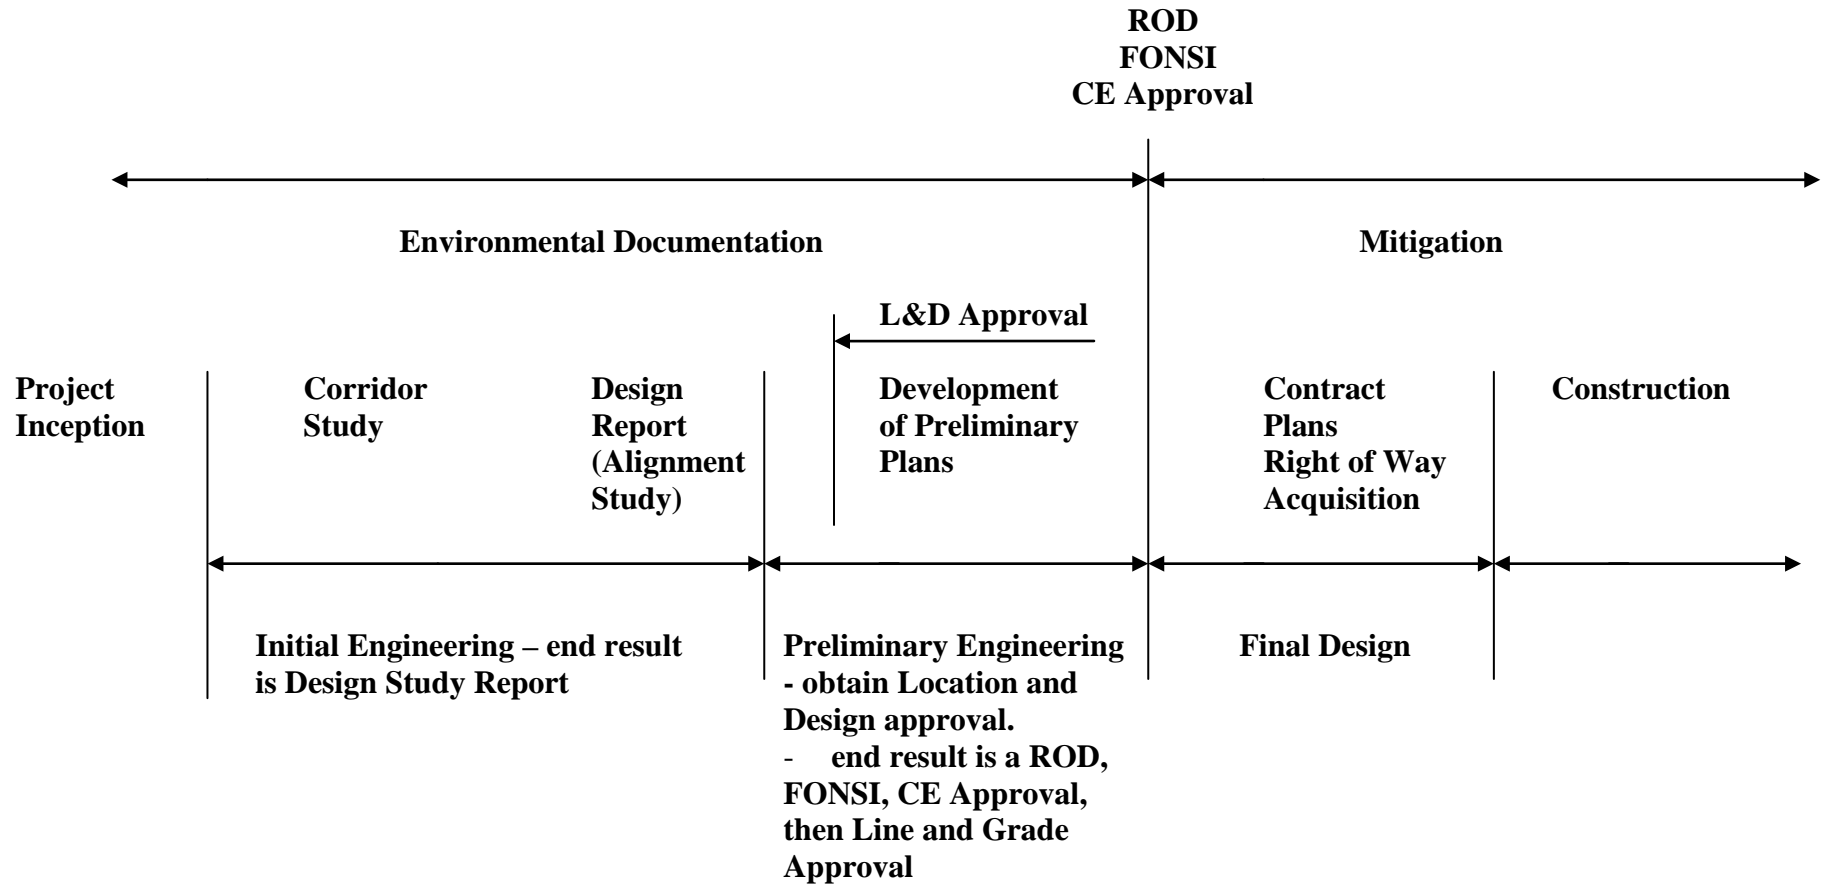 ROD
FONSI
CE Approval
Environmental Documentation
Mitigation
L&D Approval
Project
Inception
Corridor
Study
Design
Report
(Alignment
Study)
Development
of Preliminary
Plans
Contract
Plans
Right of Way
Acquisition
Construction
Initial Engineering – end result
is Design Study Report
Preliminary Engineering
- obtain Location and
Design approval.
- end result is a ROD,
FONSI, CE Approval,
then Line and Grade
Approval
Final Design